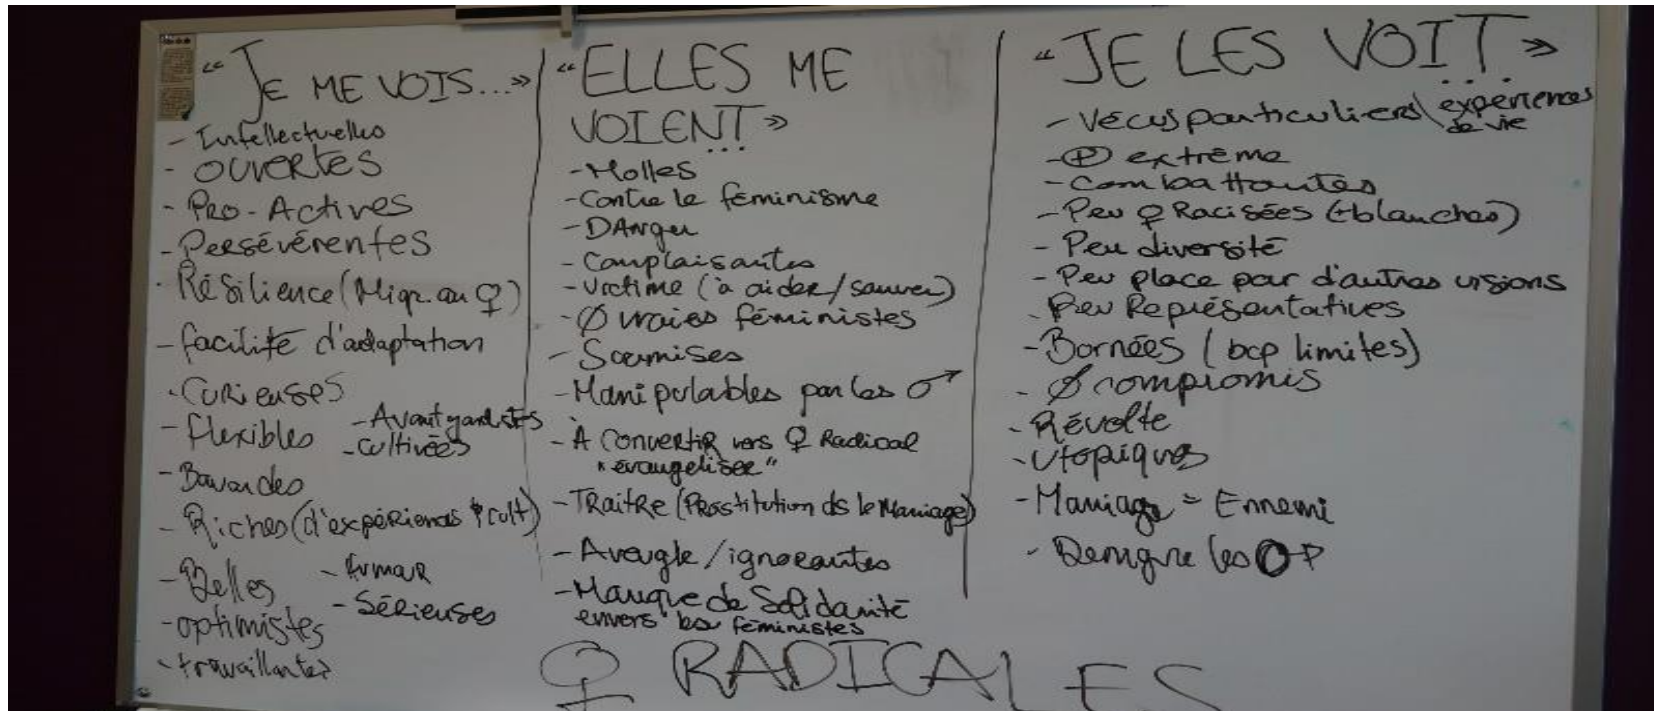 “JE ME VOIS...”
- Intellectuelles
- OUVERTES
- PRO-ACTIVES
- PERSÉVÉRENTES
- RÉSILIENCE (Migr. au ♀)
- facilité d'adaptation
- CURIEUSES
- flexibles
- Avant gardistes
- cultivées
- Bavardes
- Riches (d'expériences & cult)
- Belles
- humour
- SÉRIEUSES
- optimistes
- travaillantes
“ELLES ME
VOIENT...”
- Molles
- Contre le féminisme
- DANger
- Complaisantes
- Victime (à aider/sauver)
- Ø vraies féministes
- Soumises
- Manipulables par les ♂
- À CONVERTIR vers ♀ Radical
"évangeliser"
- TRAITRE (PROstitution ds le Mariage)
- Aveugle/ignorantes
- Manque de Solidarité
envers les féministes
“JE LES VOIT...”
- Vécus particuliers/expériences
de vie
- ⊕ extrême
- Combattantes
- Peu ♀ Racisées (+blanches)
- Peu diversité
- Peu place pour d'autres visions
- Peu Représentatives
- Bornées (bcp limites)
- Ø compromis
- Révolte
- Utopiques
- Mariage = Ennemi
- Denigre les
♀ RADICALES